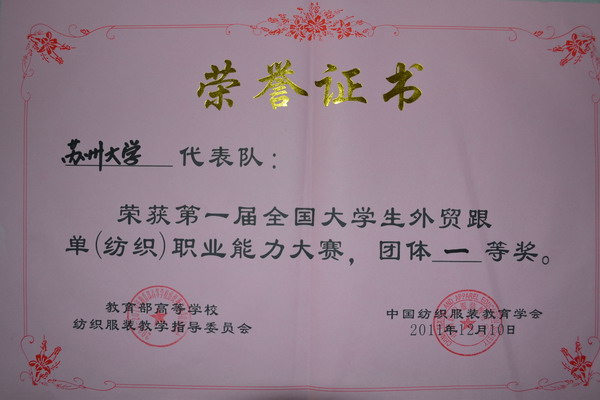 荣誉证书
苏州大学 代表队：
荣获第一届全国大学生外贸跟
单(纺织)职业能力大赛，团体 一 等奖。
教育部高等学校
纺织服装教学指导委员会
中国纺织服装教育学会
2011年12月10日